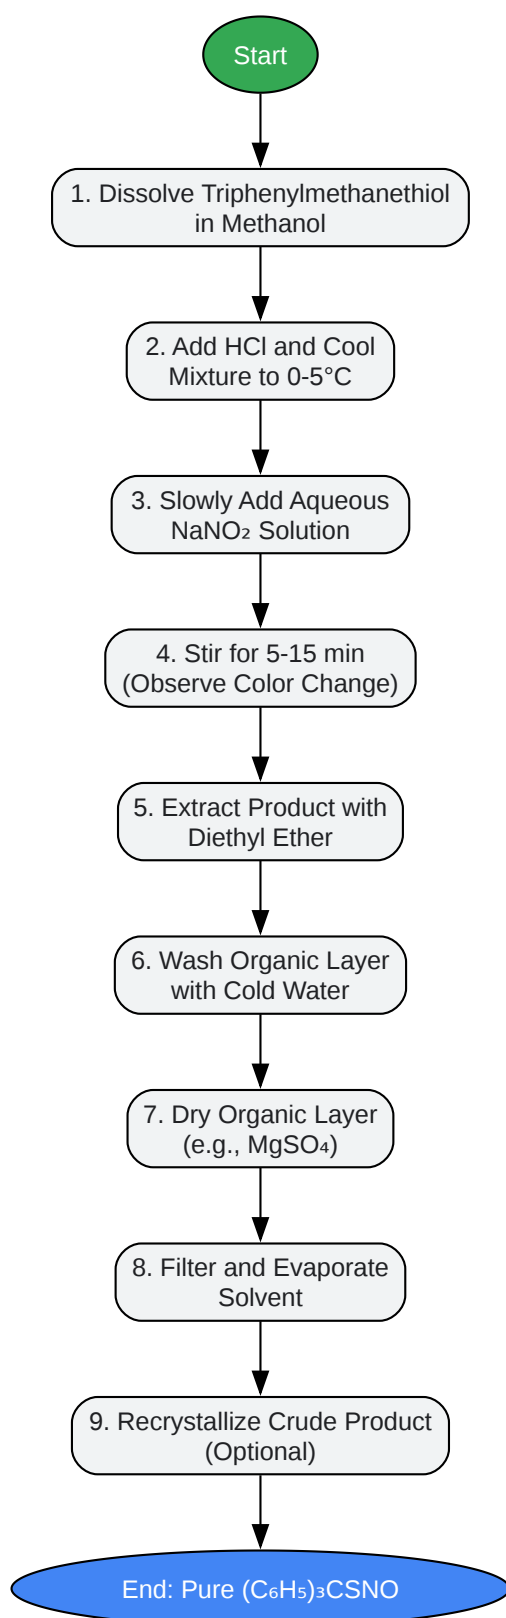 Start
1. Dissolve Triphenylmethanethiol
in Methanol
2. Add HCl and Cool
Mixture to 0-5°C
3. Slowly Add Aqueous
NaNO₂ Solution
4. Stir for 5-15 min
(Observe Color Change)
5. Extract Product with
Diethyl Ether
6. Wash Organic Layer
with Cold Water
7. Dry Organic Layer
(e.g., MgSO₄)
8. Filter and Evaporate
Solvent
9. Recrystallize Crude Product
(Optional)
End: Pure (C₆H₅)₃CSNO